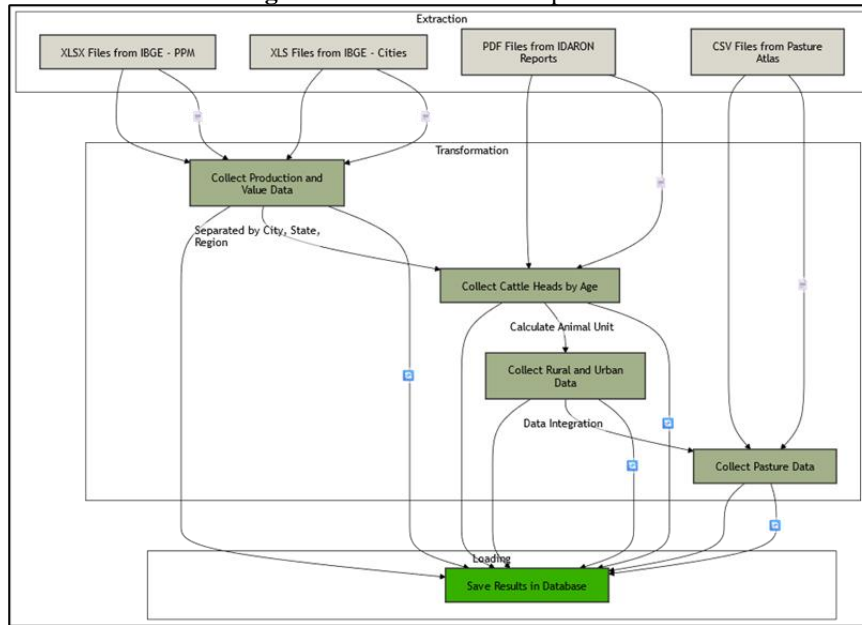 Extraction
XLSX Files from IBGE - PPM
XLS Files from IBGE - Cities
PDF Files from IDARON
Reports
CSV Files from Pasture
Atlas
Transformation
Collect Production and
Value Data
Separated by City, State,
Region
Collect Cattle Heads by Age
Calculate Animal Unit
Collect Rural and Urban
Data
Data Integration
Collect Pasture Data
Loading
Save Results in Database